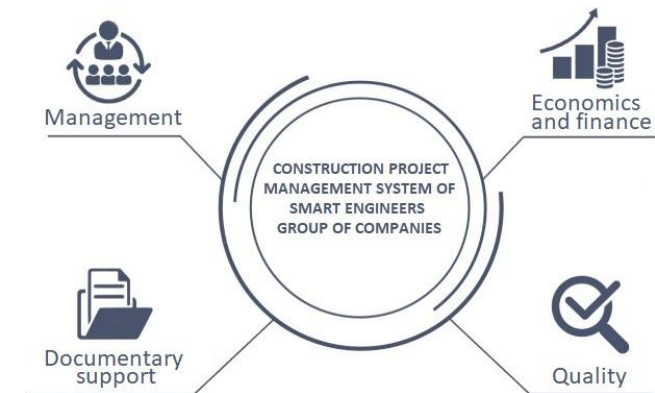 Management
Economics
and finance
CONSTRUCTION PROJECT
MANAGEMENT SYSTEM OF
SMART ENGINEERS
GROUP OF COMPANIES
Documentary
support
Quality